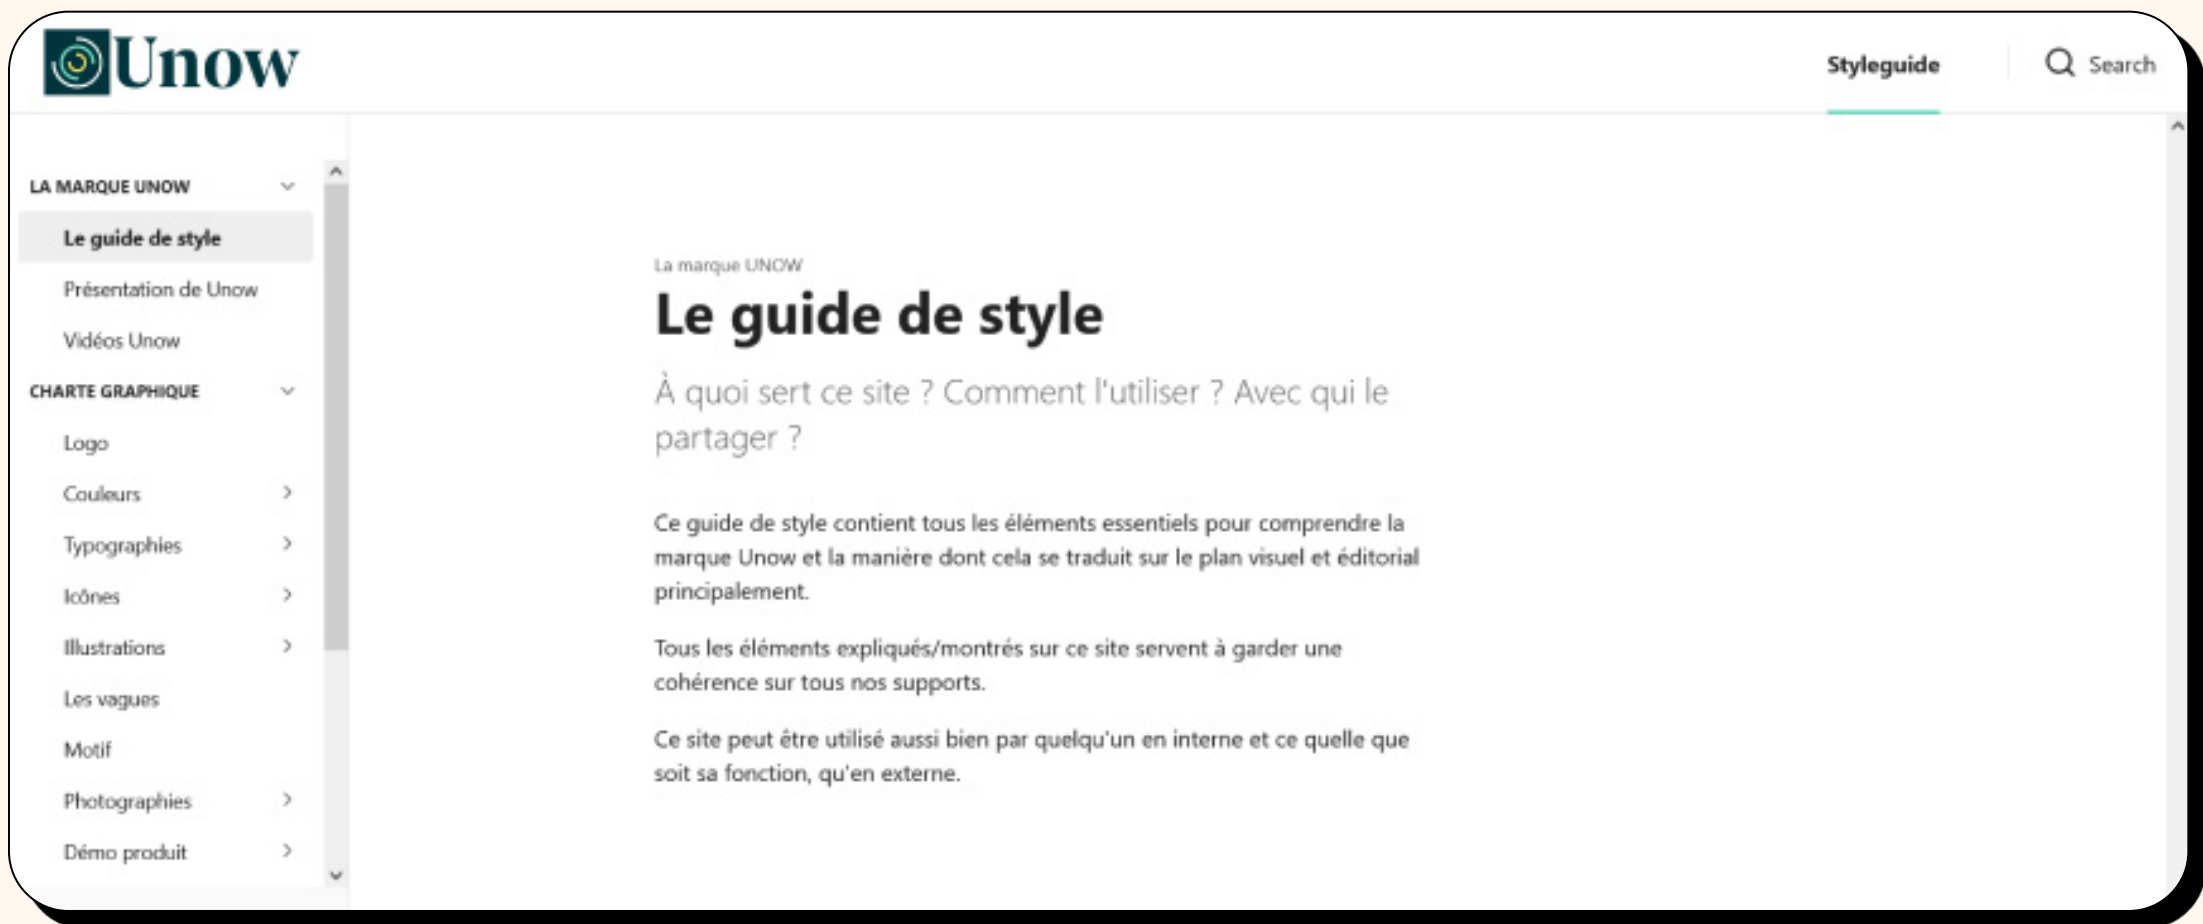 Unow
Styleguide
Search
LA MARQUE UNOW
Le guide de style
Présentation de Unow
Vidéos Unow
CHARTE GRAPHIQUE
Logo
Couleurs
Typographies
Icônes
Illustrations
Les vagues
Motif
Photographies
Démo produit
La marque UNOW
Le guide de style
À quoi sert ce site ? Comment l'utiliser ? Avec qui le
partager ?
Ce guide de style contient tous les éléments essentiels pour comprendre la
marque Unow et la manière dont cela se traduit sur le plan visuel et éditorial
principalement.
Tous les éléments expliqués/montrés sur ce site servent à garder une
cohérence sur tous nos supports.
Ce site peut être utilisé aussi bien par quelqu'un en interne et ce quelle que
soit sa fonction, qu'en externe.